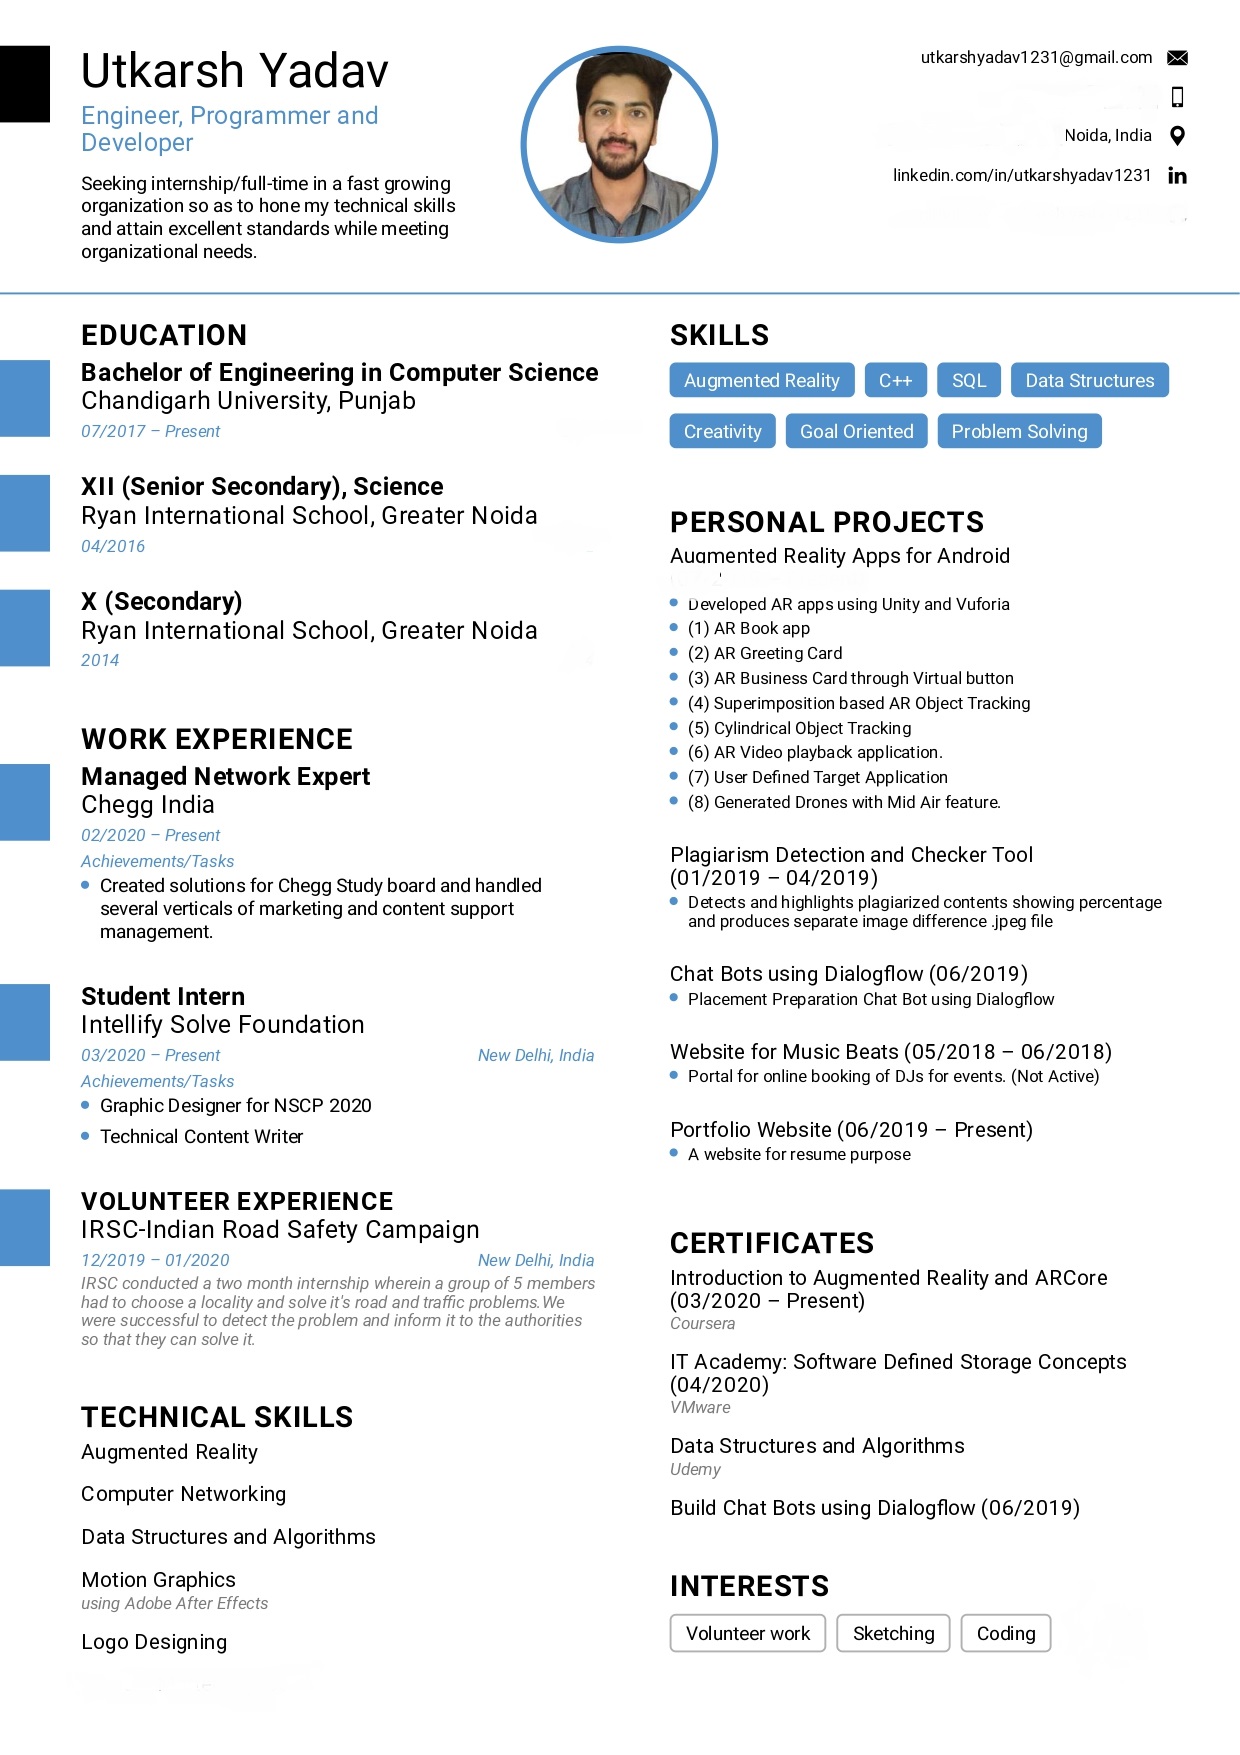 Utkarsh Yadav
Engineer, Programmer and
Developer
Seeking internship/full-time in a fast growing
organization so as to hone my technical skills
and attain excellent standards while meeting
organizational needs.
utkarshyadav1231@gmail.com
Noida, India
linkedin.com/in/utkarshyadav1231
EDUCATION
Bachelor of Engineering in Computer Science
Chandigarh University, Punjab
07/2017 – Present
XII (Senior Secondary), Science
Ryan International School, Greater Noida
04/2016
X (Secondary)
Ryan International School, Greater Noida
2014
WORK EXPERIENCE
Managed Network Expert
Chegg India
02/2020 – Present
Achievements/Tasks
Created solutions for Chegg Study board and handled
several verticals of marketing and content support
management.
Student Intern
Intellify Solve Foundation
03/2020 – Present New Delhi, India
Achievements/Tasks
Graphic Designer for NSCP 2020
Technical Content Writer
VOLUNTEER EXPERIENCE
IRSC-Indian Road Safety Campaign
12/2019 – 01/2020 New Delhi, India
IRSC conducted a two month internship wherein a group of 5 members
had to choose a locality and solve it's road and traffic problems.We
were successful to detect the problem and inform it to the authorities
so that they can solve it.
TECHNICAL SKILLS
Augmented Reality
Computer Networking
Data Structures and Algorithms
Motion Graphics
using Adobe After Effects
Logo Designing
SKILLS
Augmented Reality C++ SQL Data Structures
Creativity Goal Oriented Problem Solving
PERSONAL PROJECTS
Augmented Reality Apps for Android
Developed AR apps using Unity and Vuforia
(1) AR Book app
(2) AR Greeting Card
(3) AR Business Card through Virtual button
(4) Superimposition based AR Object Tracking
(5) Cylindrical Object Tracking
(6) AR Video playback application.
(7) User Defined Target Application
(8) Generated Drones with Mid Air feature.
Plagiarism Detection and Checker Tool
(01/2019 – 04/2019)
Detects and highlights plagiarized contents showing percentage
and produces separate image difference .jpeg file
Chat Bots using Dialogflow (06/2019)
Placement Preparation Chat Bot using Dialogflow
Website for Music Beats (05/2018 – 06/2018)
Portal for online booking of DJs for events. (Not Active)
Portfolio Website (06/2019 – Present)
A website for resume purpose
CERTIFICATES
Introduction to Augmented Reality and ARCore
(03/2020 – Present)
Coursera
IT Academy: Software Defined Storage Concepts
(04/2020)
VMware
Data Structures and Algorithms
Udemy
Build Chat Bots using Dialogflow (06/2019)
INTERESTS
Volunteer work Sketching Coding